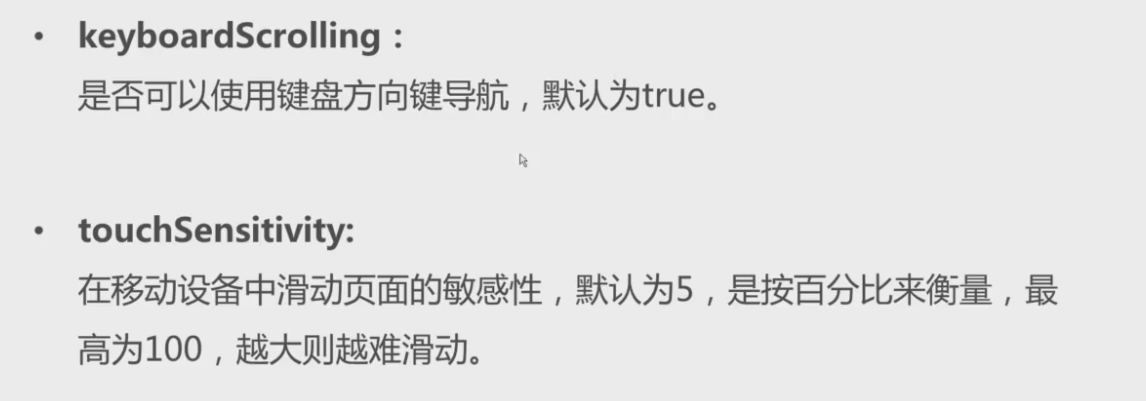 • keyboardScrolling：
是否可以使用键盘方向键导航，默认为true。
• touchSensitivity:
在移动设备中滑动页面的敏感性，默认为5，是按百分比来衡量，最
高为100，越大则越难滑动。